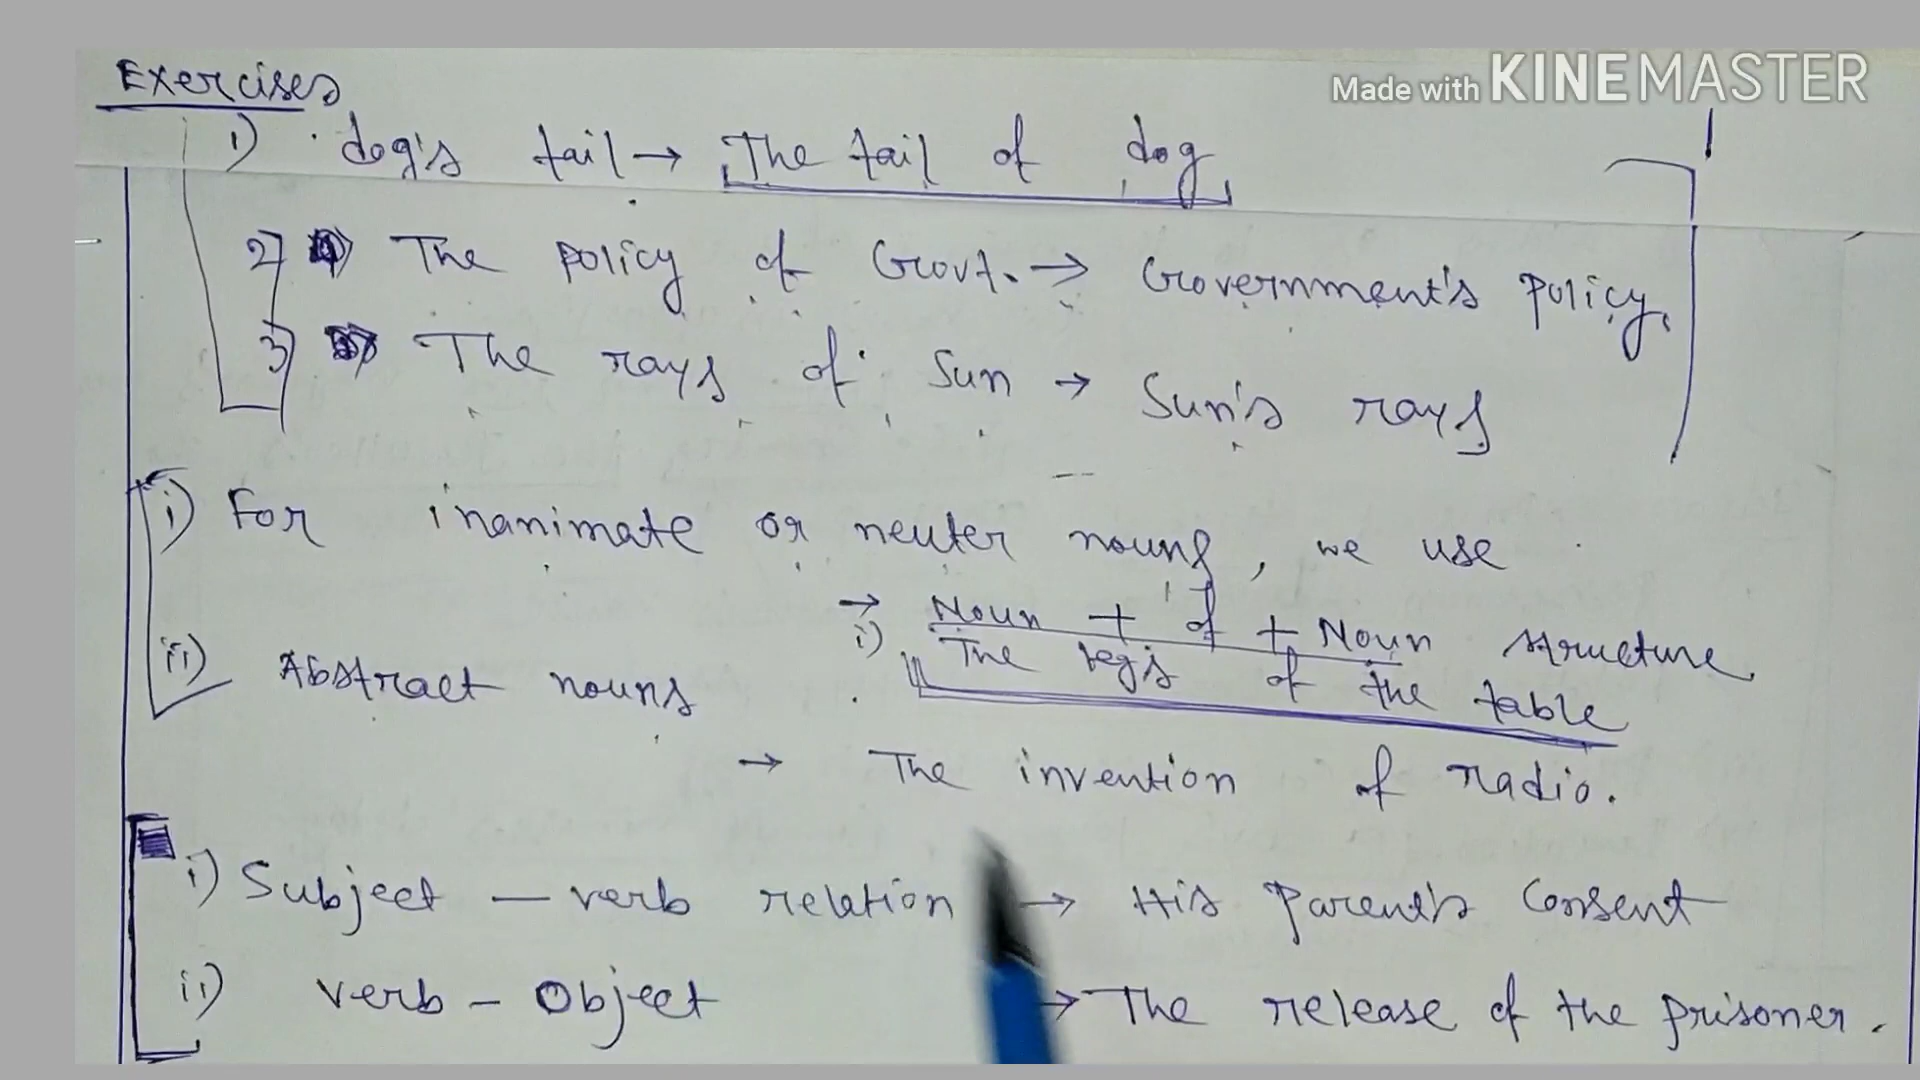 Made with KINEMASTER
Exercises
1) dog's tail → The tail of dog
2) The policy of Govt. → Government's policy.
3) The rays of Sun → Sun's rays
i) For inanimate or neuter nouns, we use
→ Noun + of + Noun structure
i) The legs of the table
ii) Abstract nouns
→ The invention of radio.
i) Subject - verb relation → His Parent's Consent
ii) verb - Object → The release of the prisoner.